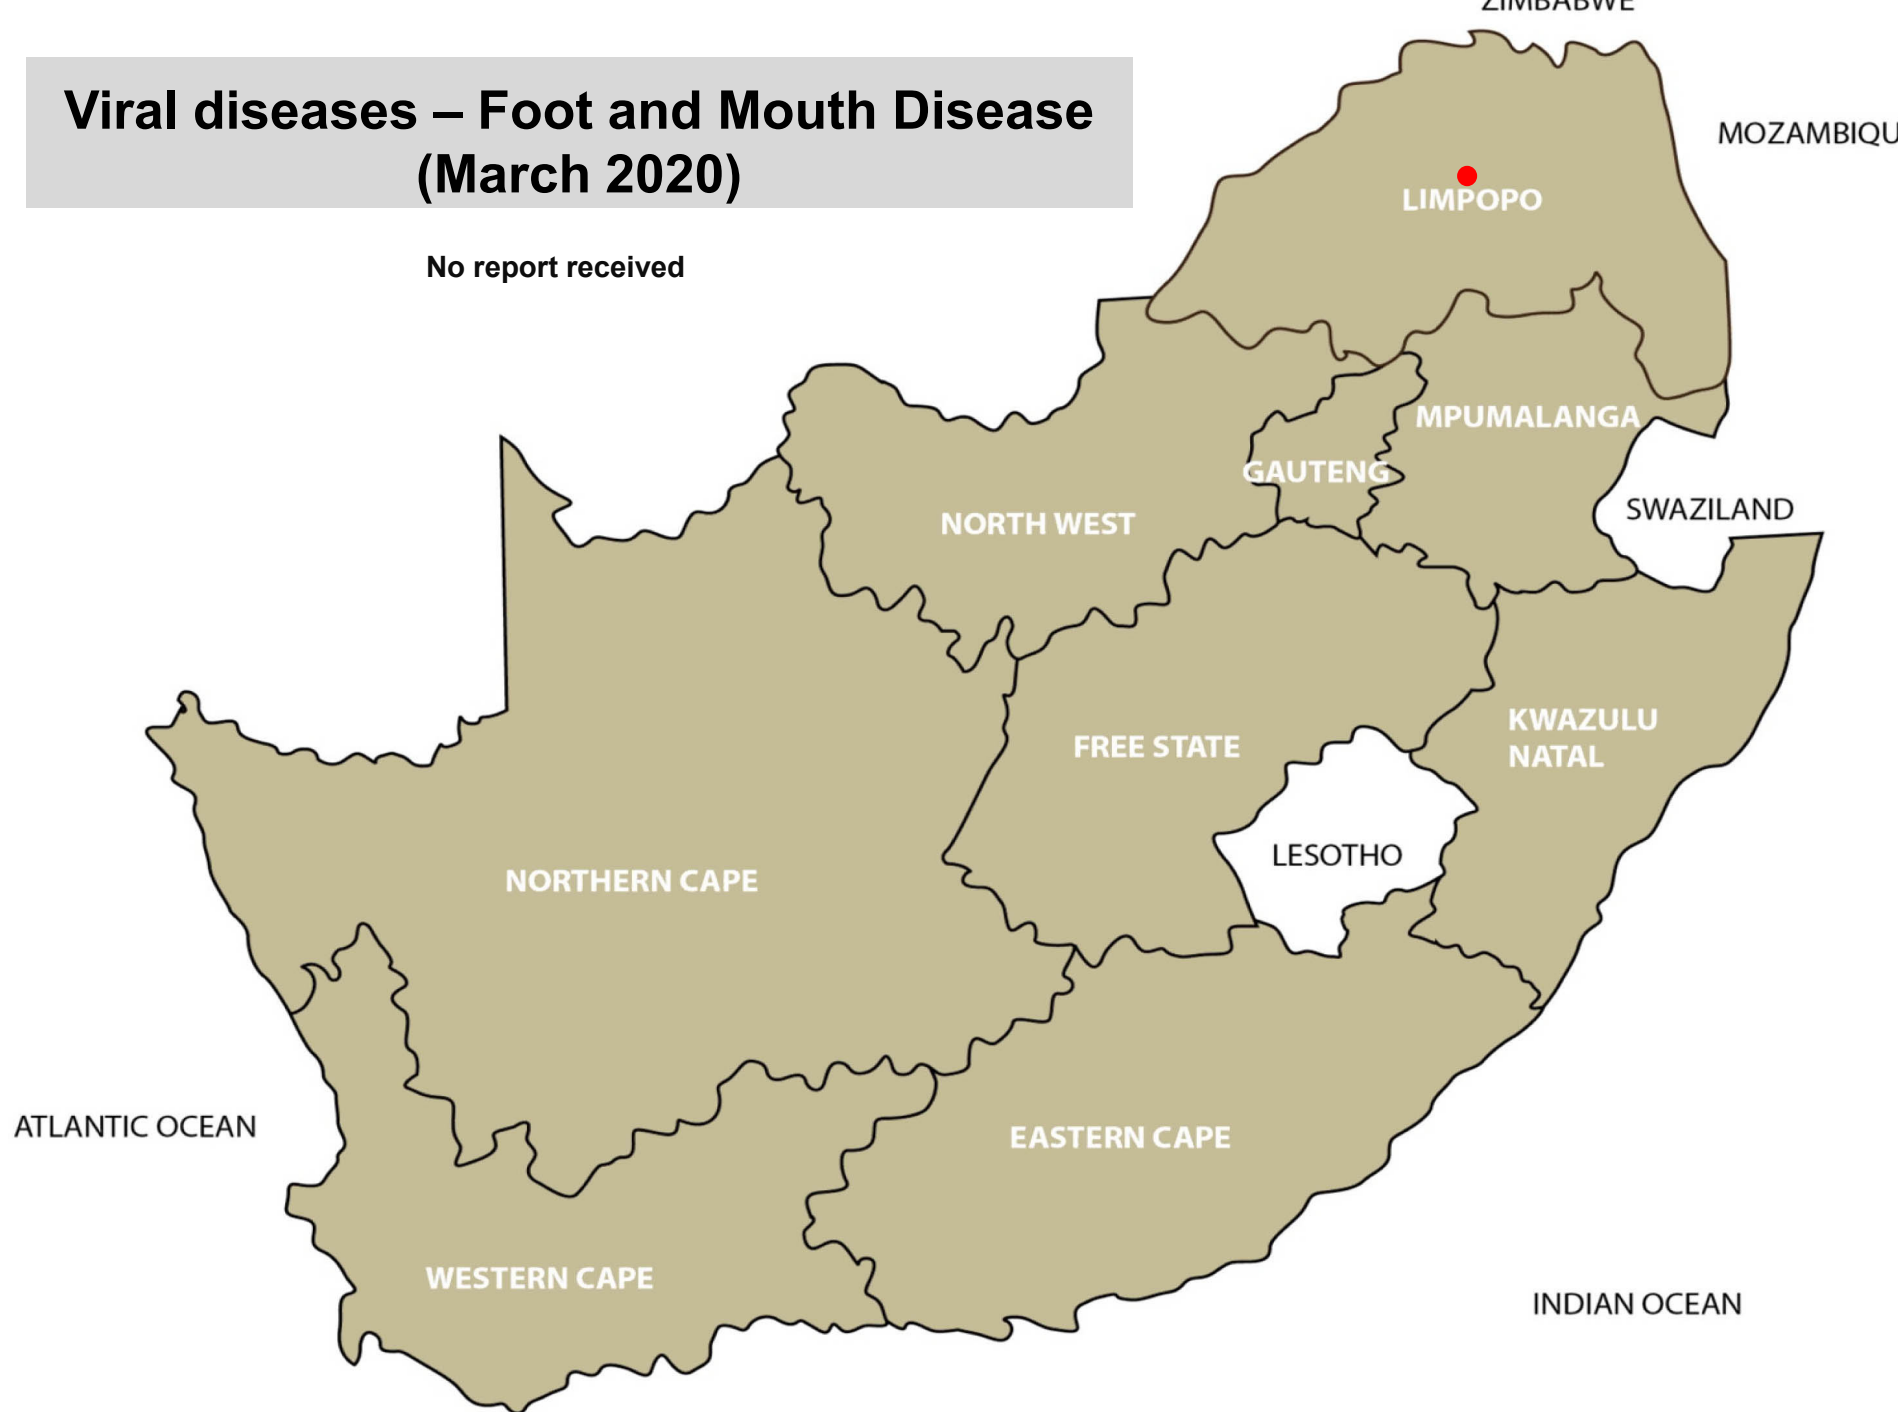 ZIMBABWE
Viral diseases – Foot and Mouth Disease
(March 2020)
MOZAMBIQU
LIMPOPO
No report received
MPUMALANGA
GAUTENG
SWAZILAND
NORTH WEST
KWAZULU
NATAL
FREE STATE
LESOTHO
NORTHERN CAPE
ATLANTIC OCEAN
EASTERN CAPE
WESTERN CAPE
INDIAN OCEAN